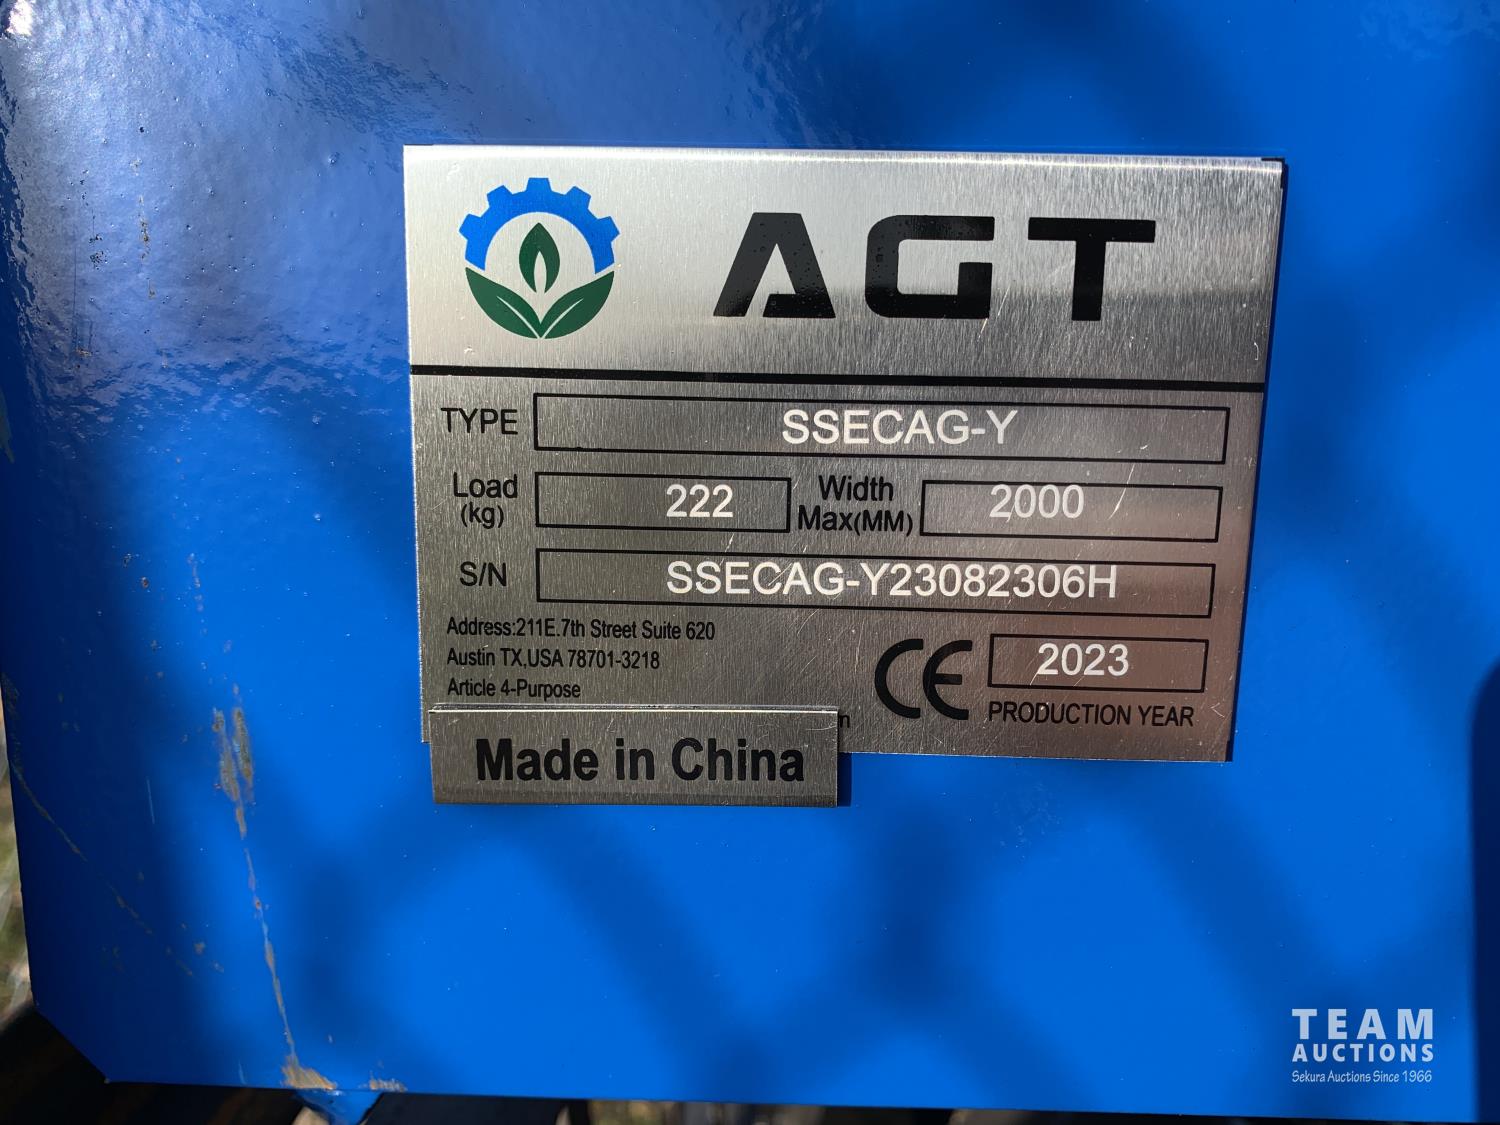 AGT
TYPE SSECAG-Y
Load (kg) 222 Width Max(MM) 2000
S/N SSECAG-Y23082306H
Address:211E.7th Street Suite 620
Austin TX,USA 78701-3218
Article 4-Purpose
CE 2023
PRODUCTION YEAR
Made in China
TEAM
AUCTIONS
Sekura Auctions Since 1966